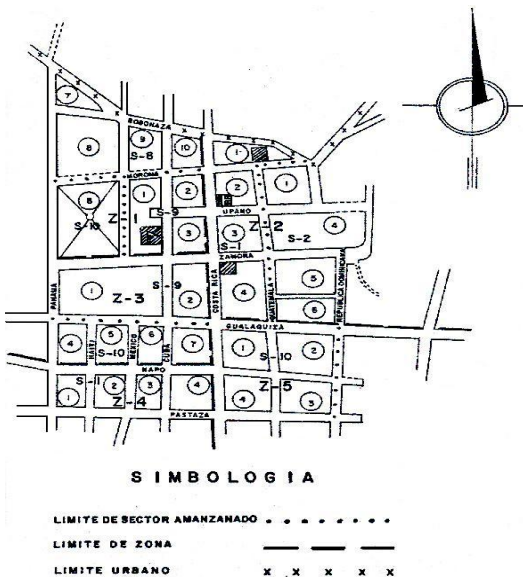 7
BOBONAZA
9
S-8
10
1
8
MORONA
1
2
2
1
8
S-10
Z-1
S-9
UPANO
4
3
3
Z-2
S-2
S-1
ZAMORA
PANAMA
1
S-9
2
COSTA RICA
4
GUATEMALA
5
REPUBLICA DOMINICANA
Z-3
6
GUALAQUIZA
4
HAITI
5
MEXICO
6
CUBA
7
1
2
S-10
S-10
NAPO
S-11
1
2
3
4
Z-5
4
3
Z-4
PASTAZA
SIMBOLOGIA
LIMITE DE SECTOR AMANZANADO
LIMITE DE ZONA
LIMITE URBANO x x x x x